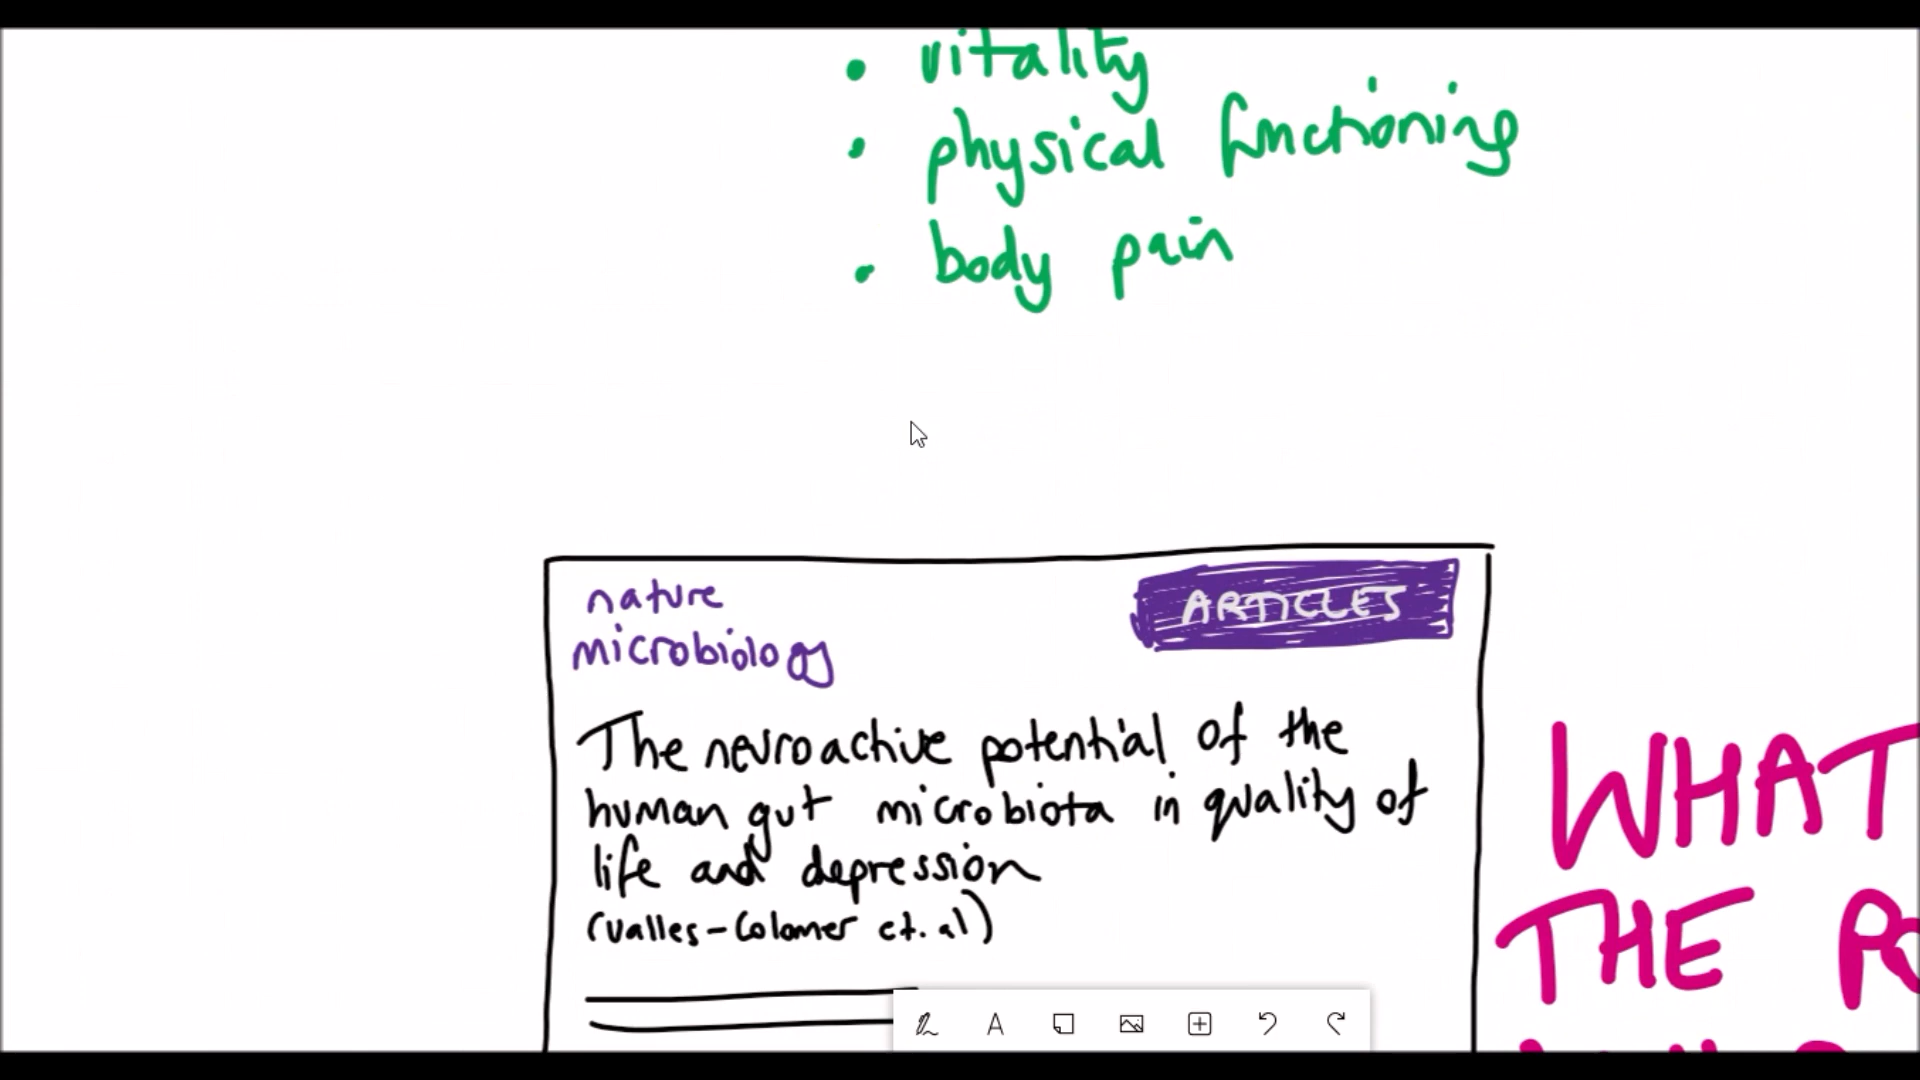 • vitality
• physical functioning
• body pain
nature
microbiology
ARTICLES
The neuroactive potential of the
human gut microbiota in quality of
life and depression
(Valles-Colomer et. al)
WHAT
THE
A